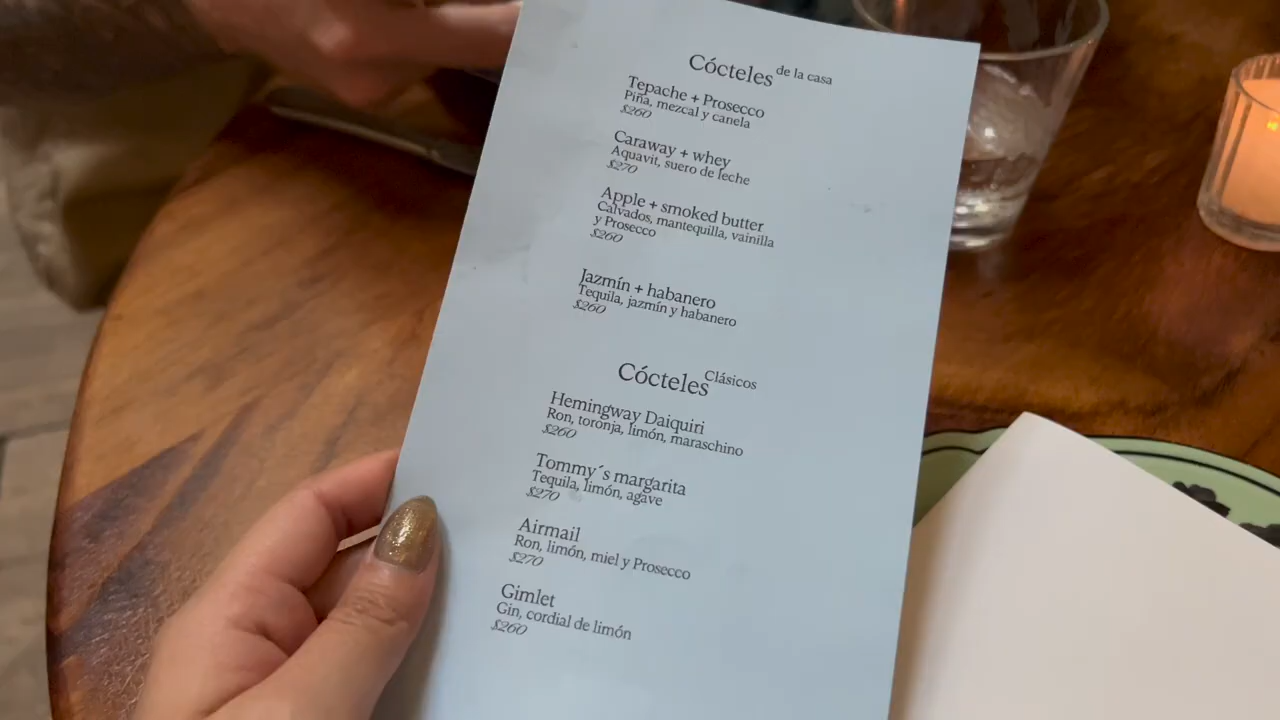 Cócteles de la casa
Tepache + Prosecco
Piña, mezcal y canela
$260
Caraway + whey
Aquavit, suero de leche
$270
Apple + smoked butter
Calvados, mantequilla, vainilla
y Prosecco
$260
Jazmín + habanero
Tequila, jazmín y habanero
$260
Cócteles Clásicos
Hemingway Daiquiri
Ron, toronja, limón, maraschino
$260
Tommy´s margarita
Tequila, limón, agave
$270
Airmail
Ron, limón, miel y Prosecco
$270
Gimlet
Gin, cordial de limón
$260